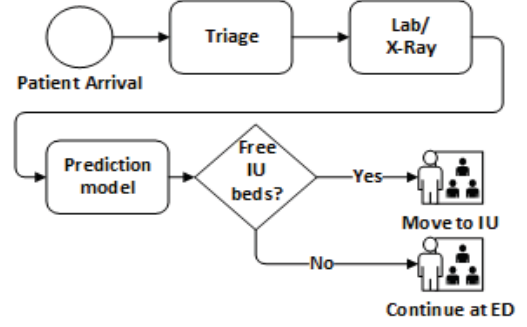 Triage
Lab/
X-Ray
Patient Arrival
Prediction
model
Free
IU
beds?
Yes
Move to IU
No
Continue at ED